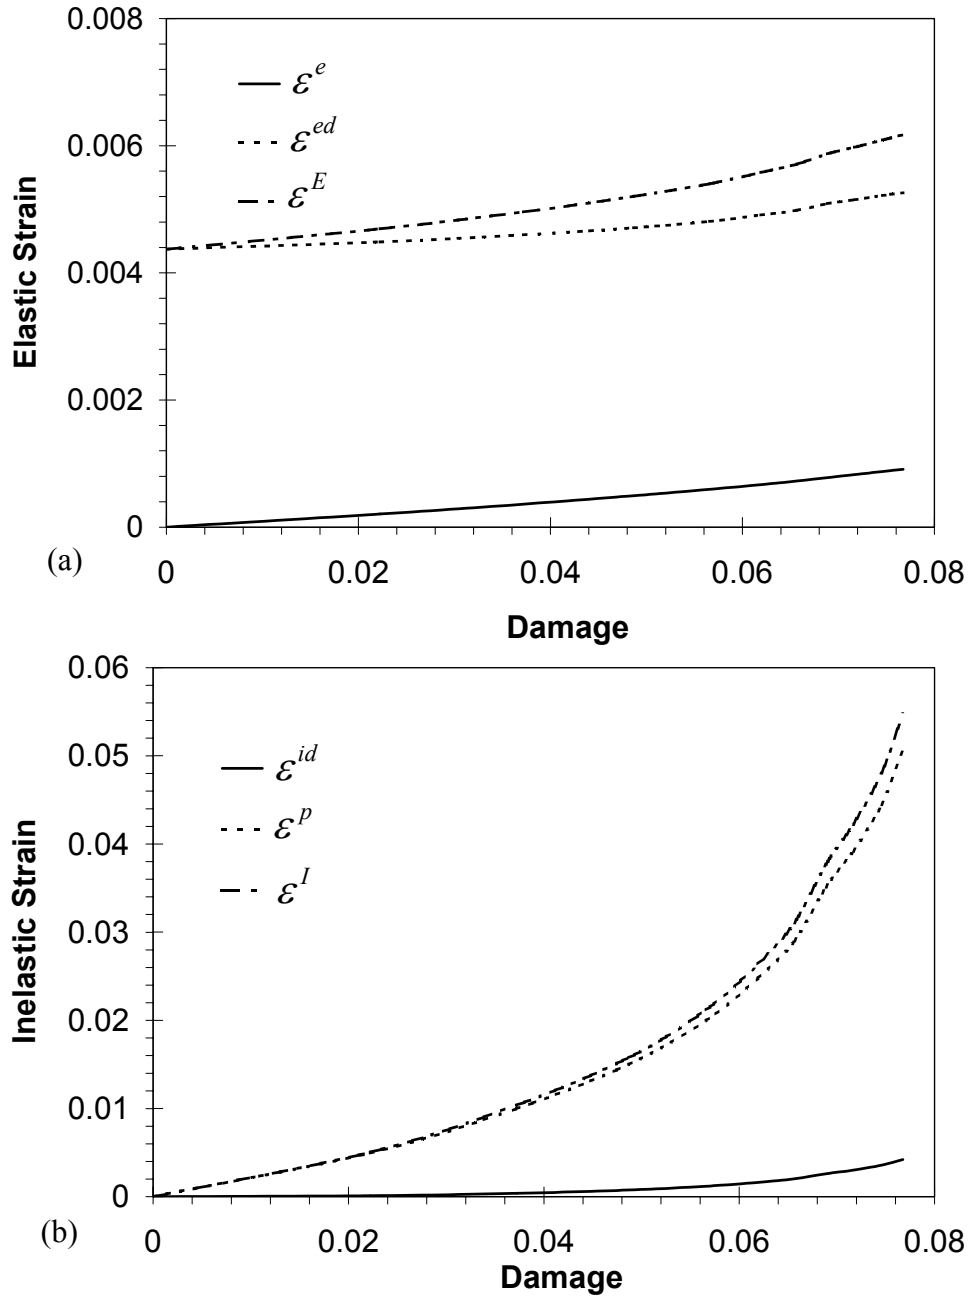 0.008
0.006
0.004
0.002
0
Elastic Strain
ε^e
ε^ed
ε^E
(a)
0 0.02 0.04 0.06 0.08
Damage
0.06
0.05
0.04
0.03
0.02
0.01
0
Inelastic Strain
ε^id
ε^p
ε^I
(b)
0 0.02 0.04 0.06 0.08
Damage